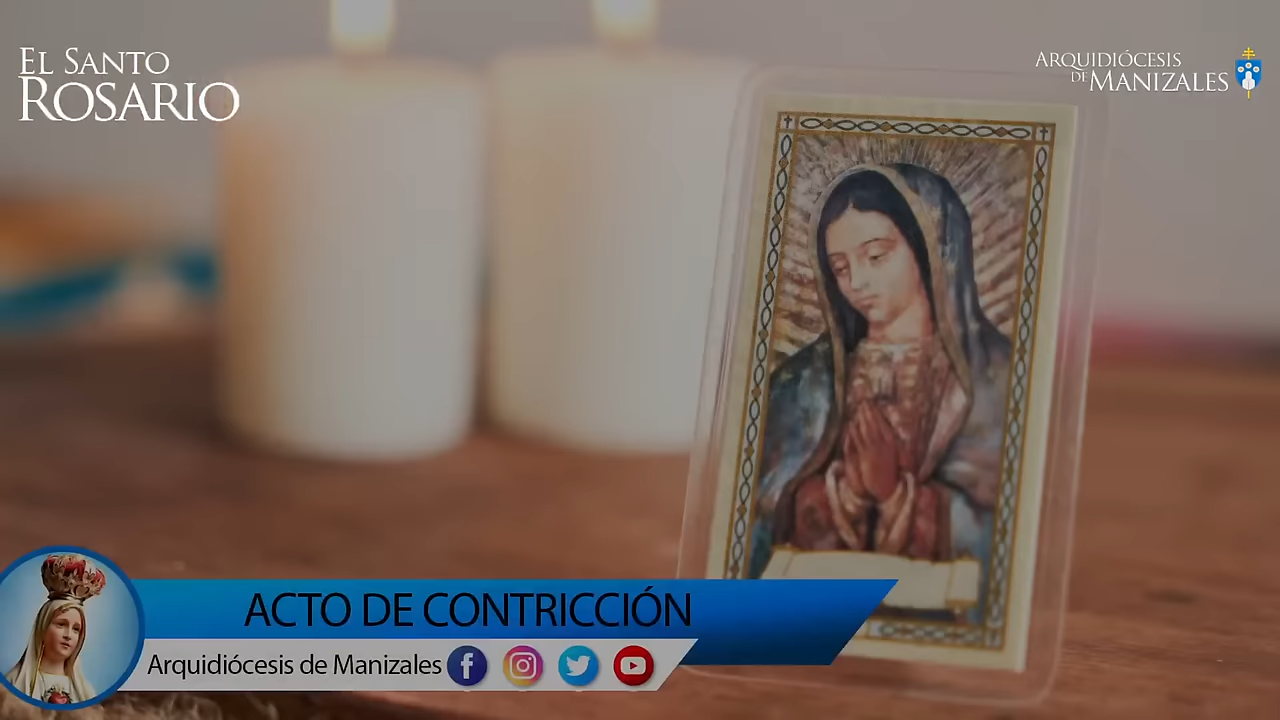 EL SANTO
ROSARIO
ARQUIDIÓCESIS
DE MANIZALES
ACTO DE CONTRICCIÓN
Arquidiócesis de Manizales